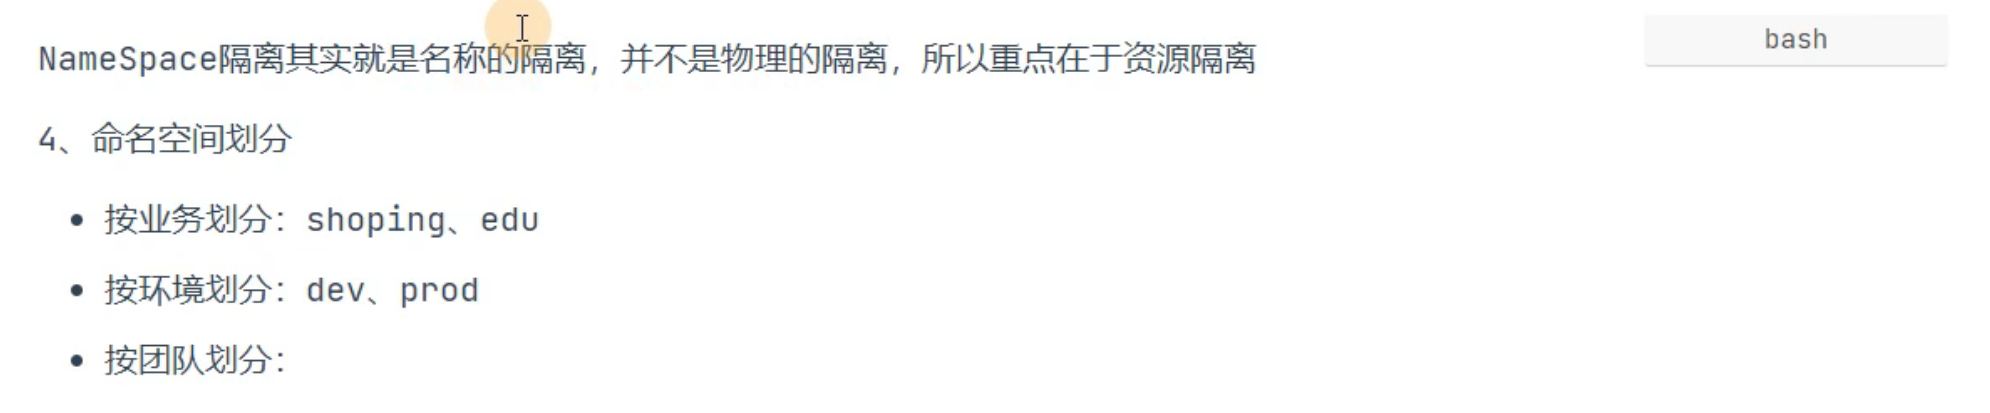 bash
NameSpace隔离其实就是名称的隔离，并不是物理的隔离，所以重点在于资源隔离
4、命名空间划分
• 按业务划分：shoping、edu
• 按环境划分：dev、prod
• 按团队划分：